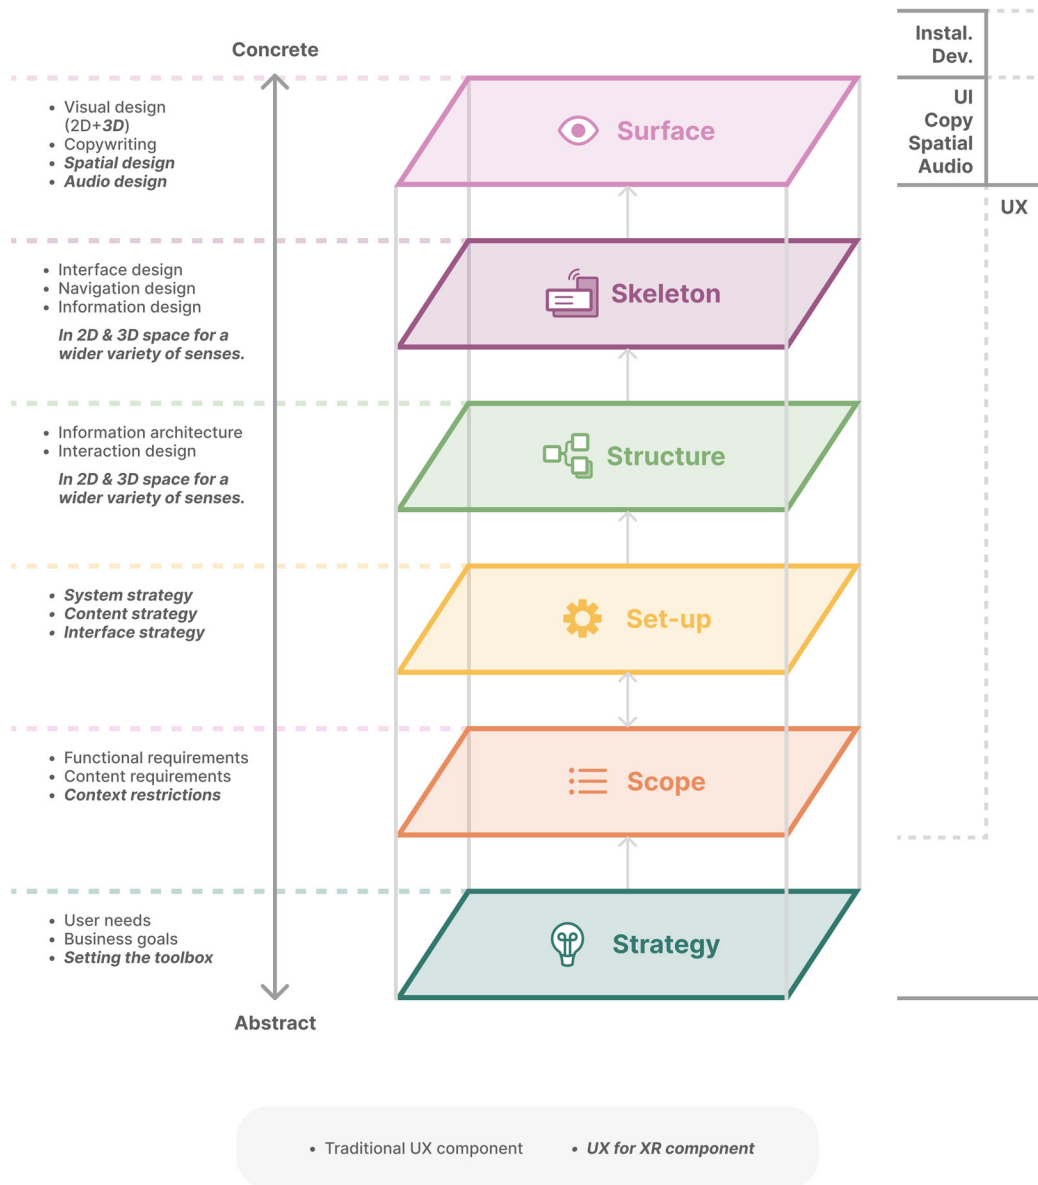 Concrete
Instal.
Dev.
• Visual design
(2D+3D)
• Copywriting
• Spatial design
• Audio design
Surface
UI
Copy
Spatial
Audio
UX
• Interface design
• Navigation design
• Information design
In 2D & 3D space for a
wider variety of senses.
Skeleton
• Information architecture
• Interaction design
In 2D & 3D space for a
wider variety of senses.
Structure
• System strategy
• Content strategy
• Interface strategy
Set-up
• Functional requirements
• Content requirements
• Context restrictions
Scope
• User needs
• Business goals
• Setting the toolbox
Strategy
Abstract
• Traditional UX component
• UX for XR component